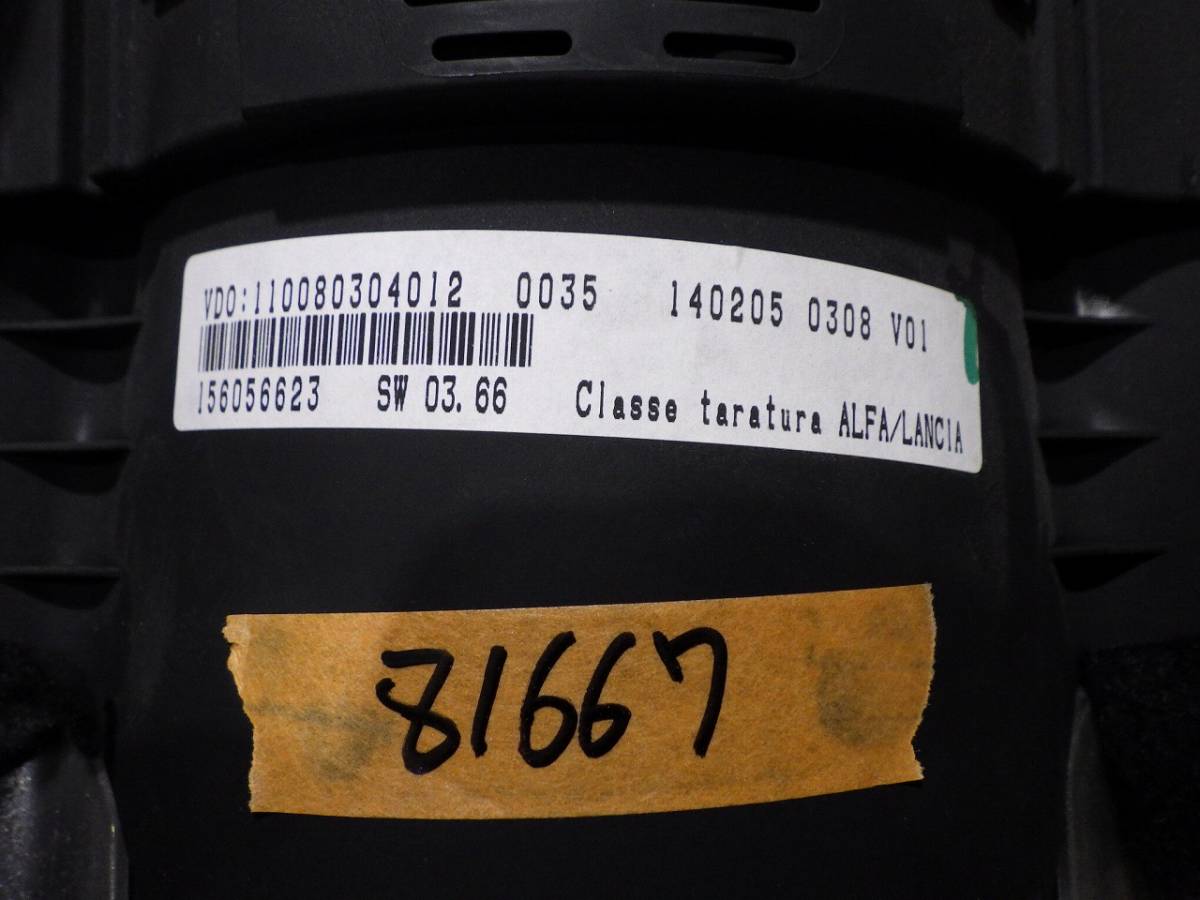 VDO:110080304012 0035 140205 0308 V01
156056623 SW 03.66 Classe taratura ALFA/LANCIA
81667